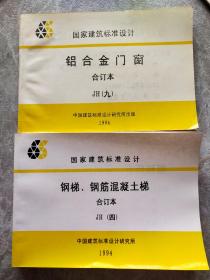 国家建筑标准设计
铝合金门窗
合订本
JH(九)
中国建筑标准设计研究所出版
1996
国家建筑标准设计
钢梯、钢筋混凝土梯
合订本
JH(四)
中国建筑标准设计研究所
1994